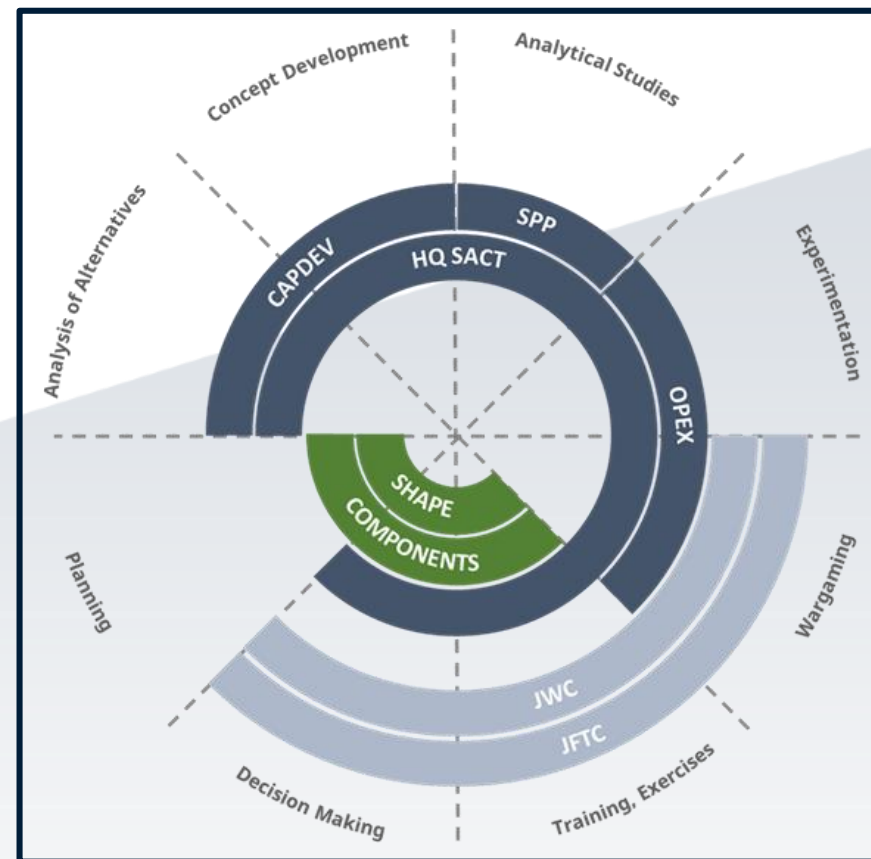 Concept Development
Analytical Studies
Analysis of Alternatives
Experimentation
CAPDEV
SPP
HQ SACT
OPEX
SHAPE
COMPONENTS
Planning
Wargaming
JWC
JFTC
Decision Making
Training, Exercises